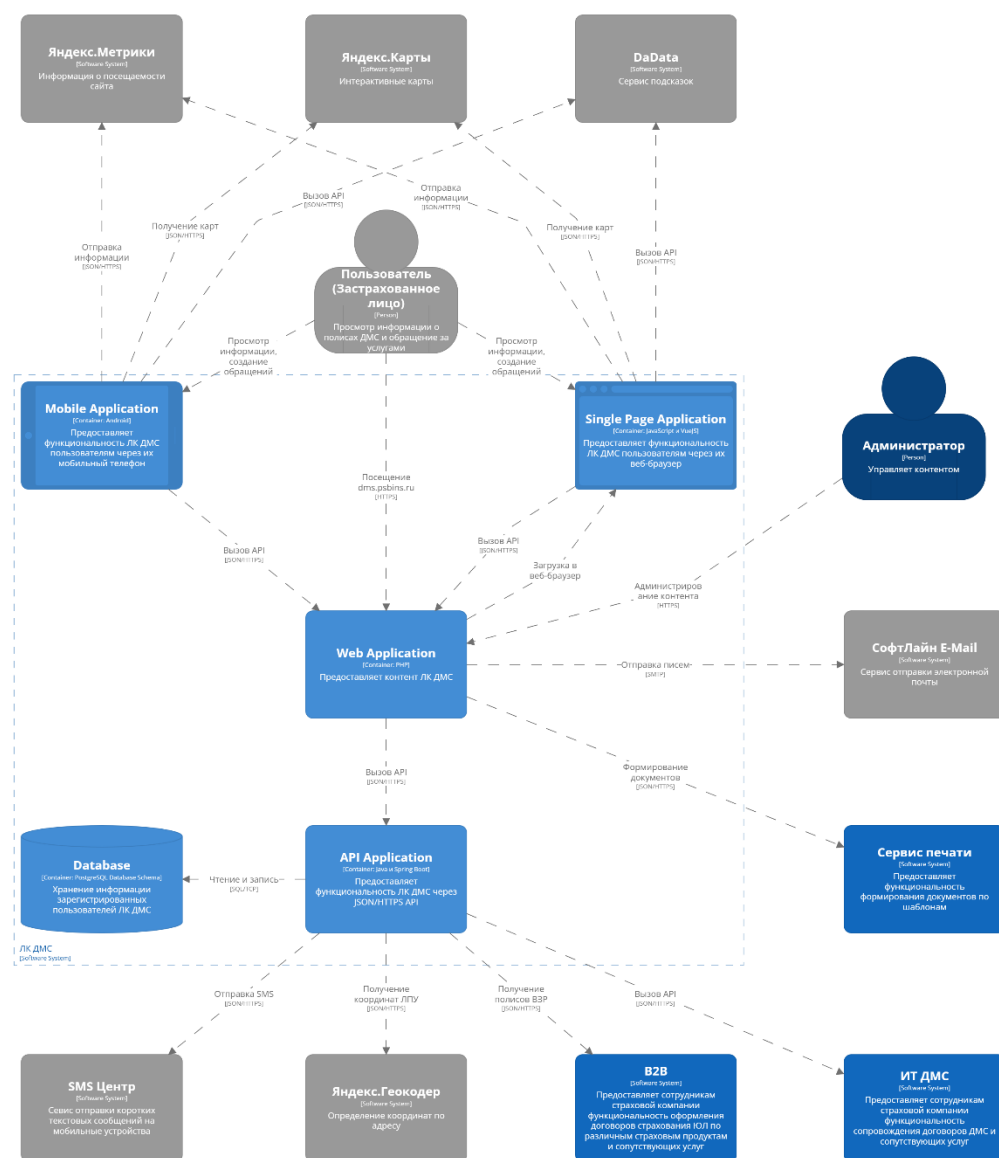 Яндекс.Метрики
[Software System]
Информация о посещаемости
сайта
Яндекс.Карты
[Software System]
Интерактивные карты
DaData
[Software System]
Сервис подсказок
Отправка
информации
[JSON/HTTPS]
Получение карт
[JSON/HTTPS]
Вызов API
[JSON/HTTPS]
Отправка
информации
[JSON/HTTPS]
Получение карт
[JSON/HTTPS]
Вызов API
[JSON/HTTPS]
Пользователь
(Застрахованное
лицо)
[Person]
Просмотр информации о
полисах ДМС и обращение за
услугами
Просмотр
информации,
создание
обращений
Просмотр
информации,
создание
обращений
Mobile Application
[Container: Android]
Предоставляет
функциональность ЛК ДМС
пользователям через их
мобильный телефон
Single Page Application
[Container: JavaScript и VueJS]
Предоставляет функциональность
ЛК ДМС пользователям через их
веб-браузер
Администратор
[Person]
Управляет контентом
Посещение
dms.psbins.ru
[HTTPS]
Вызов API
[JSON/HTTPS]
Вызов API
[JSON/HTTPS]
Загрузка в
веб-браузер
Администриров
ание контента
[HTTPS]
Web Application
[Container: PHP]
Предоставляет контент ЛК ДМС
Отправка писем
[SMTP]
СофтЛайн E-Mail
[Software System]
Сервис отправки электронной
почты
Вызов API
[JSON/HTTPS]
Формирование
документов
[JSON/HTTPS]
Database
[Container: PostgreSQL Database Schema]
Хранение информации
зарегистрированных
пользователей ЛК ДМС
Чтение и запись
[SQL/TCP]
API Application
[Container: Java и Spring Boot]
Предоставляет
функциональность ЛК ДМС через
JSON/HTTPS API
Сервис печати
[Software System]
Предоставляет
функциональность
формирования документов по
шаблонам
ЛК ДМС
[Software System]
Отправка SMS
[JSON/HTTPS]
Получение
координат ЛПУ
[JSON/HTTPS]
Получение
полисов ВЗР
[JSON/HTTPS]
Вызов API
[JSON/HTTPS]
SMS Центр
[Software System]
Севис отправки коротких
текстовых сообщений на
мобильные устройства
Яндекс.Геокодер
[Software System]
Определение координат по
адресу
B2B
[Software System]
Предоставляет сотрудникам
страховой компании
функциональность оформления
договоров страхования ЮЛ по
различным страховым продуктам
и сопутствующих услуг
ИТ ДМС
[Software System]
Предоставляет сотрудникам
страховой компании
функциональность
сопровождения договоров ДМС и
сопутствующих услуг